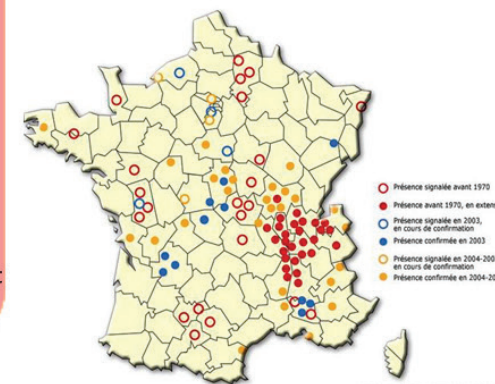 Présence signalée avant 1970
Présence avant 1970, en exten
Présence signalée en 2003,
en cours de confirmation
Présence confirmée en 2003
Présence signalée en 2004-200
en cours de confirmation
Présence confirmée en 2004-20